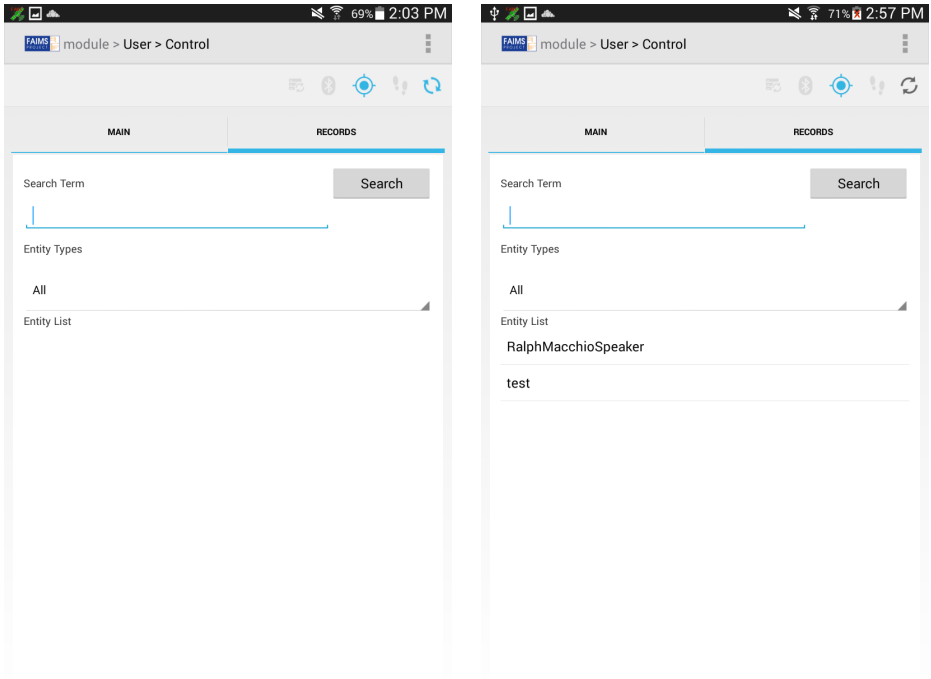 69% 2:03 PM
FAIMS PROJECT module > User > Control
MAIN RECORDS
Search Term Search
Entity Types
All
Entity List
71% 2:57 PM
FAIMS PROJECT module > User > Control
MAIN RECORDS
Search Term Search
Entity Types
All
Entity List
RalphMacchioSpeaker
test